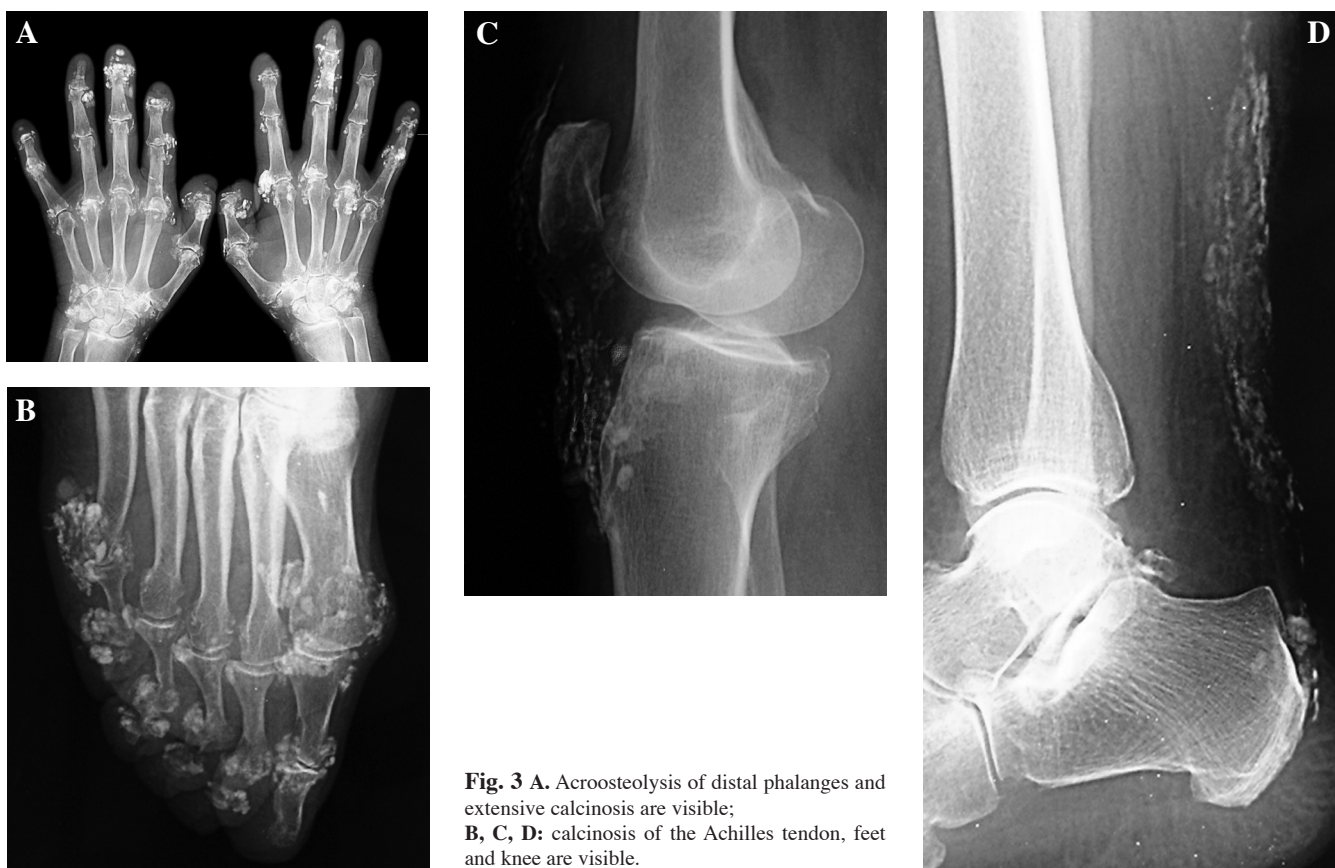 A
C
D
B
Fig. 3 A. Acroosteolysis of distal phalanges and
extensive calcinosis are visible;
B, C, D: calcinosis of the Achilles tendon, feet
and knee are visible.